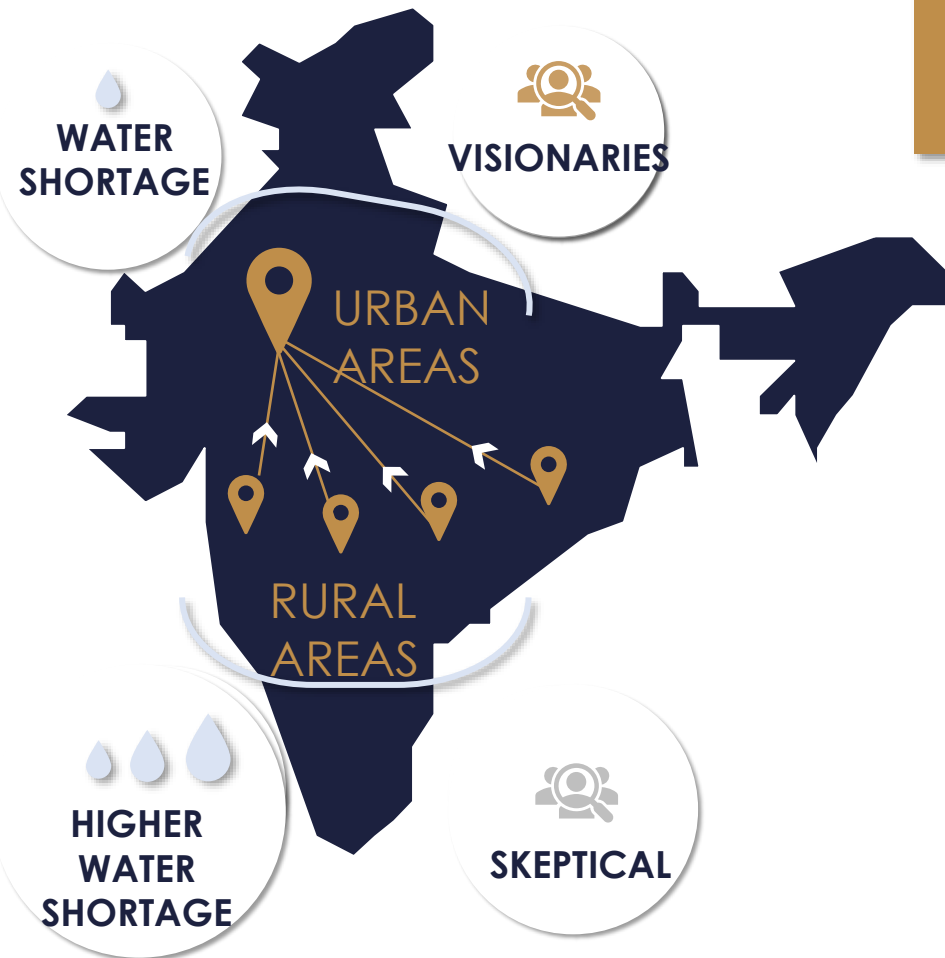 WATER
SHORTAGE
VISIONARIES
URBAN
AREAS
RURAL
AREAS
HIGHER
WATER
SHORTAGE
SKEPTICAL